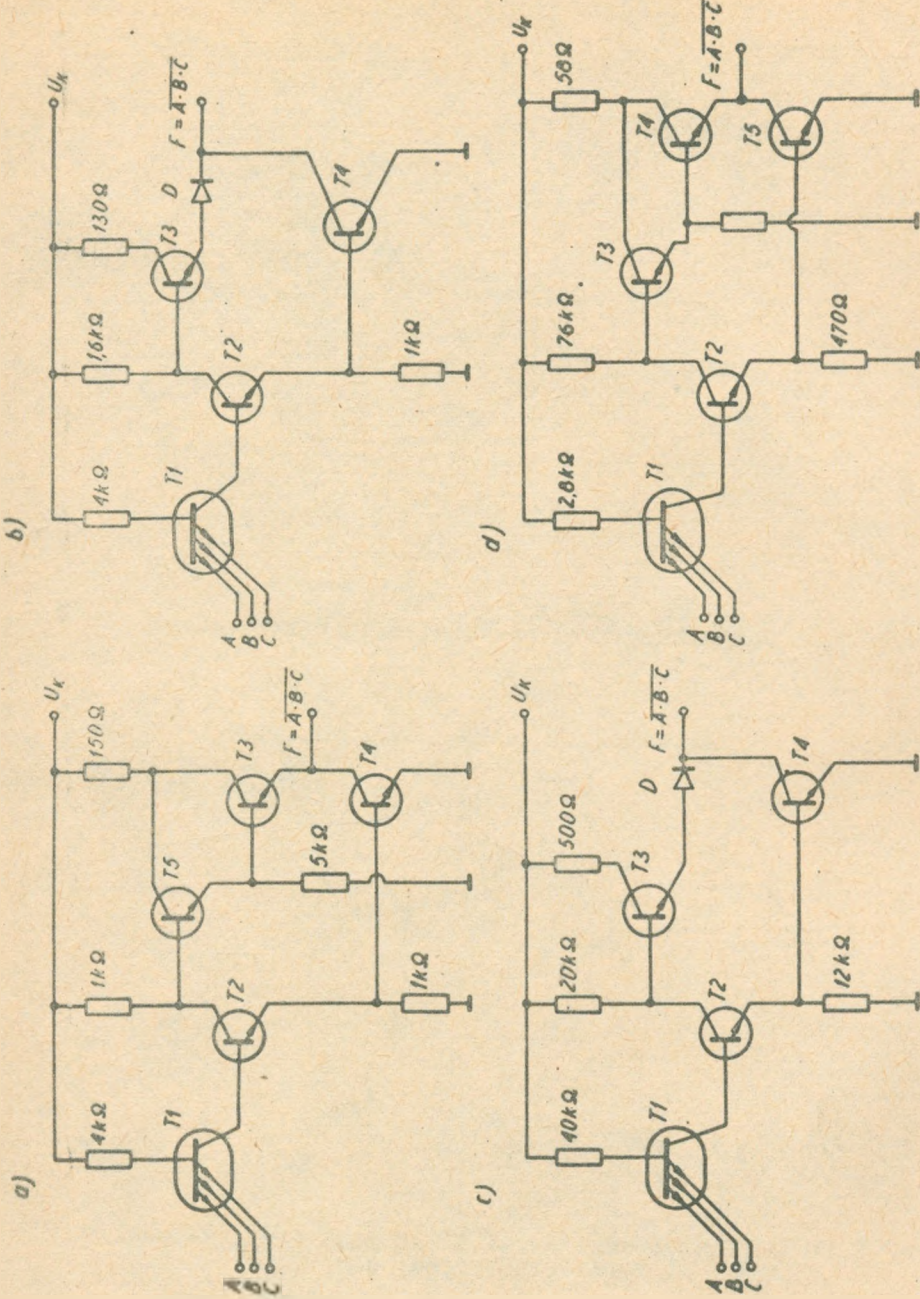 a)
U_K
4kΩ
1kΩ
150Ω
T1
T2
T5
T3
T4
5kΩ
1kΩ
A
B
C
F=A·B·C
b)
U_K
4kΩ
1,6kΩ
130Ω
T1
T2
T3
D
T4
1kΩ
A
B
C
F=A·B·C
c)
U_K
40kΩ
20kΩ
500Ω
T1
T2
T3
D
T4
12kΩ
A
B
C
F=A·B·C
d)
U_K
2,8kΩ
76kΩ
58Ω
T1
T2
T3
T4
T5
470Ω
A
B
C
F=A·B·C